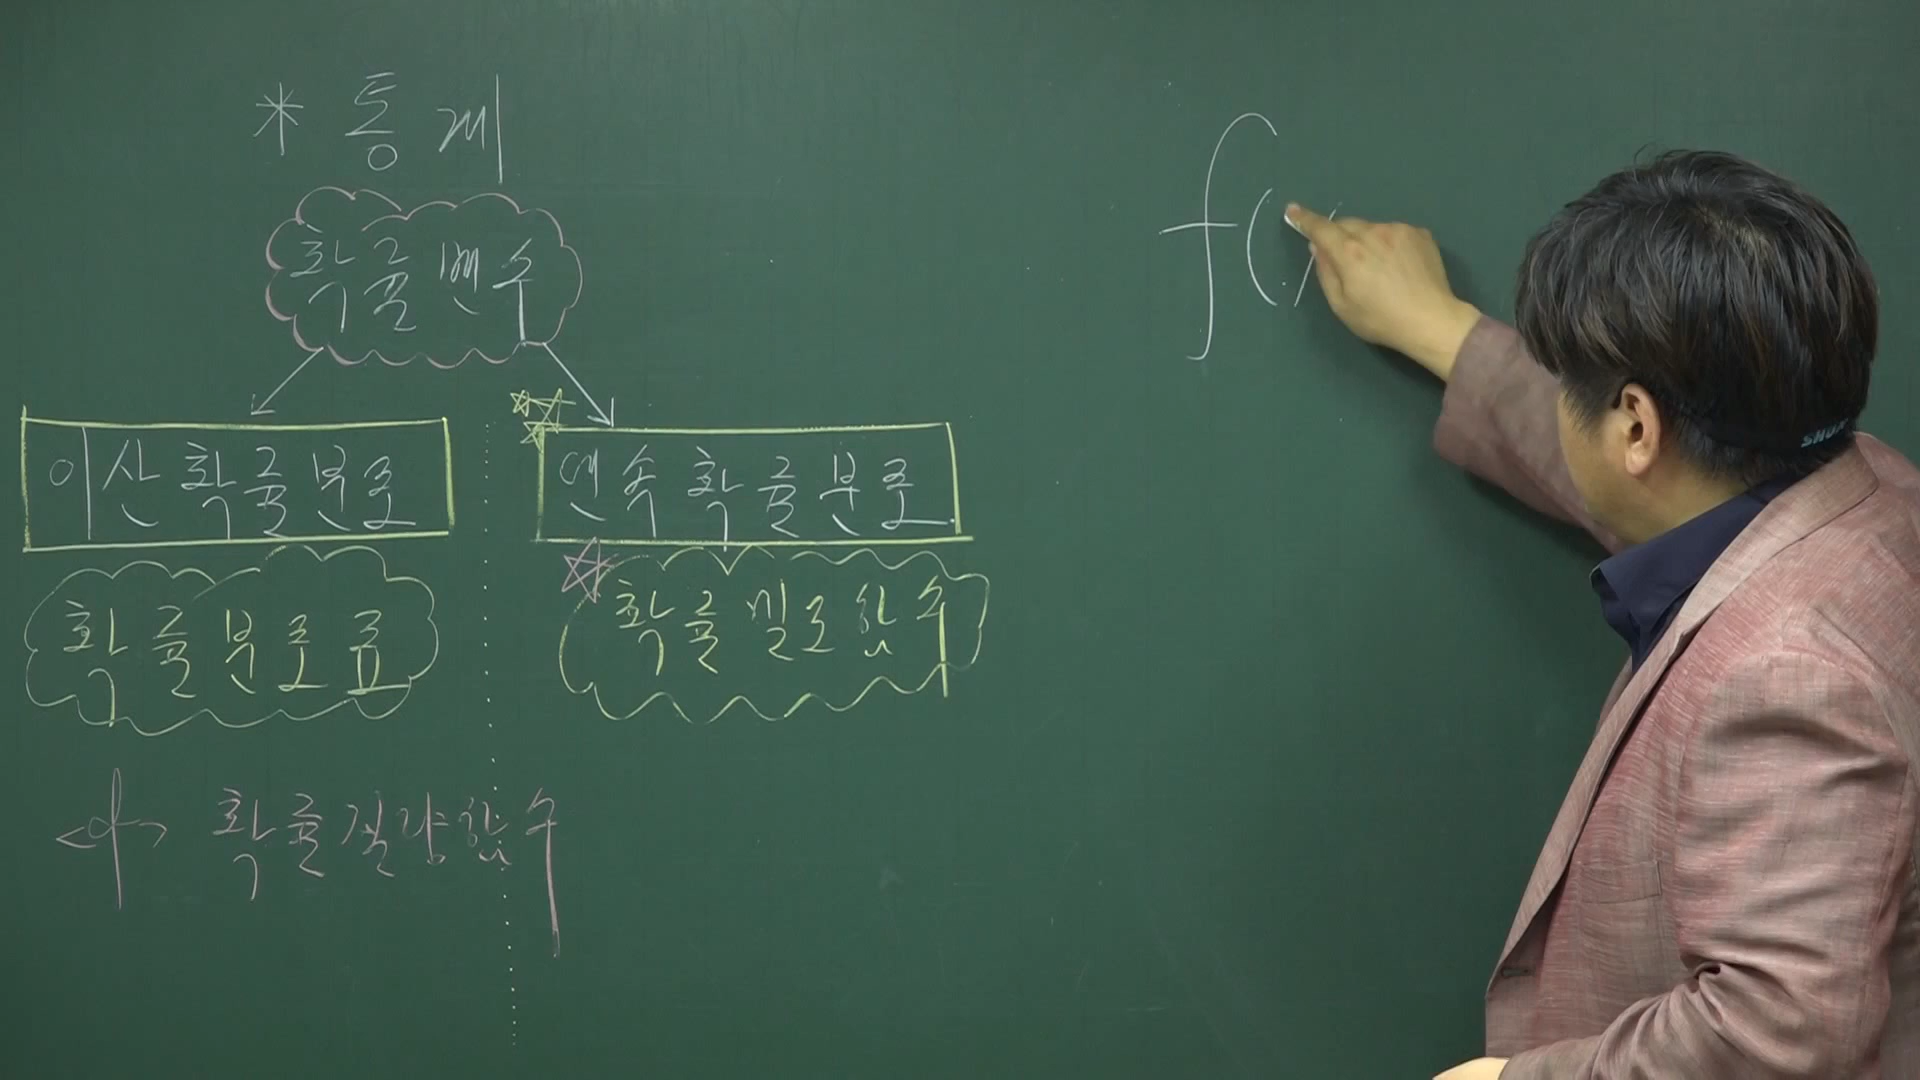 * 통계
확률변수
이산확률분포
연속확률분포
확률분포표
확률밀도함수
확률질량함수
f(x